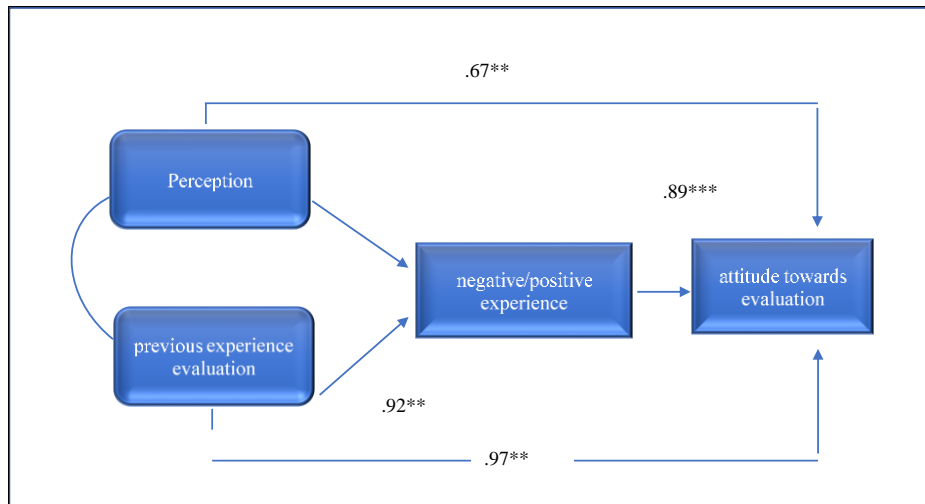 .67**
Perception
.89***
negative/positive
experience
attitude towards
evaluation
previous experience
evaluation
.92**
.97**